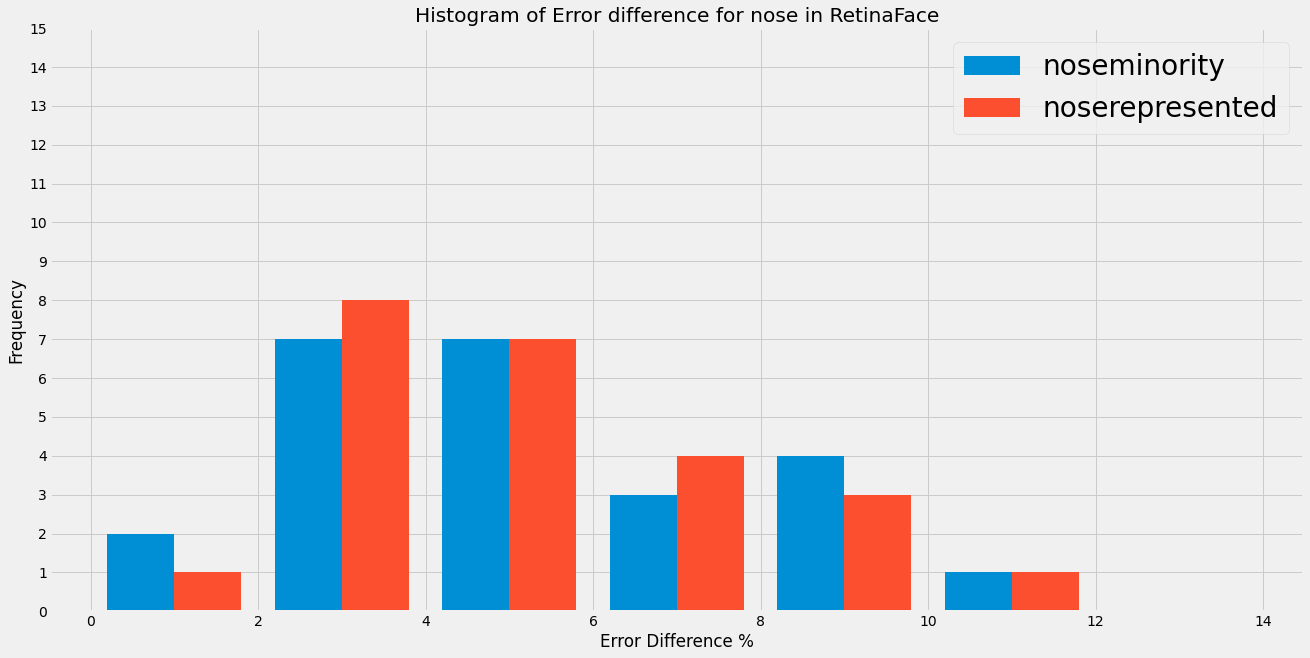 Histogram of Error difference for nose in RetinaFace
noseminority
noserepresented
Frequency
15
14
13
12
11
10
9
8
7
6
5
4
3
2
1
0
0 2 4 6 8 10 12 14
Error Difference %